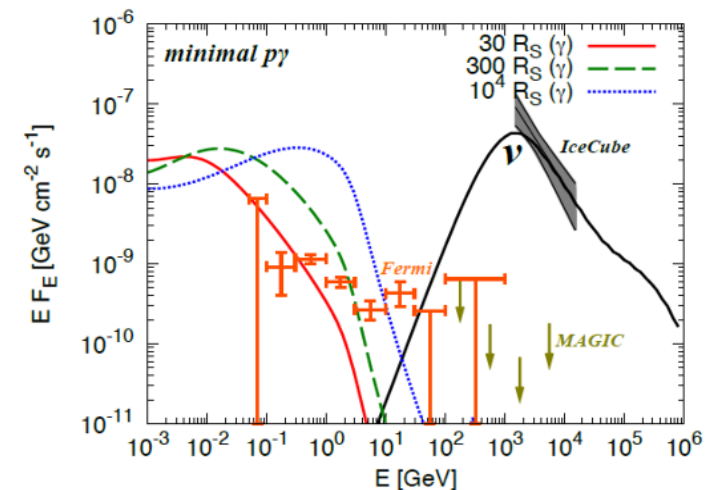 minimal pγ
30 R_S (γ)
300 R_S (γ)
10^4 R_S (γ)
IceCube
ν
Fermi
MAGIC
E F_E [GeV cm^-2 s^-1]
10^-6
10^-7
10^-8
10^-9
10^-10
10^-11
10^-3 10^-2 10^-1 10^0 10^1 10^2 10^3 10^4 10^5 10^6
E [GeV]